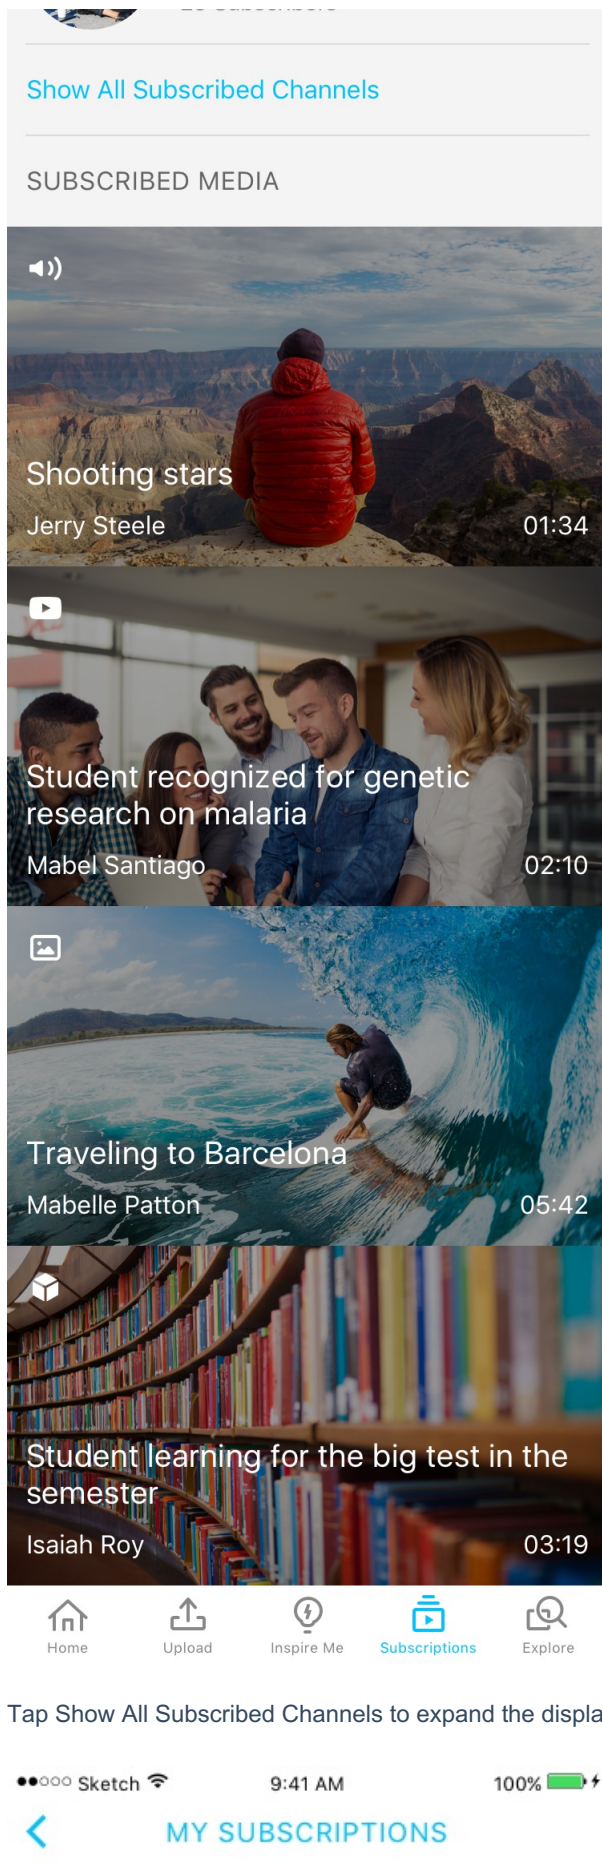 Show All Subscribed Channels
SUBSCRIBED MEDIA
Shooting stars
Jerry Steele 01:34
Student recognized for genetic
research on malaria
Mabel Santiago 02:10
Traveling to Barcelona
Mabelle Patton 05:42
Student learning for the big test in the
semester
Isaiah Roy 03:19
Home Upload Inspire Me Subscriptions Explore
Tap Show All Subscribed Channels to expand the displa
Sketch 9:41 AM 100%
MY SUBSCRIPTIONS